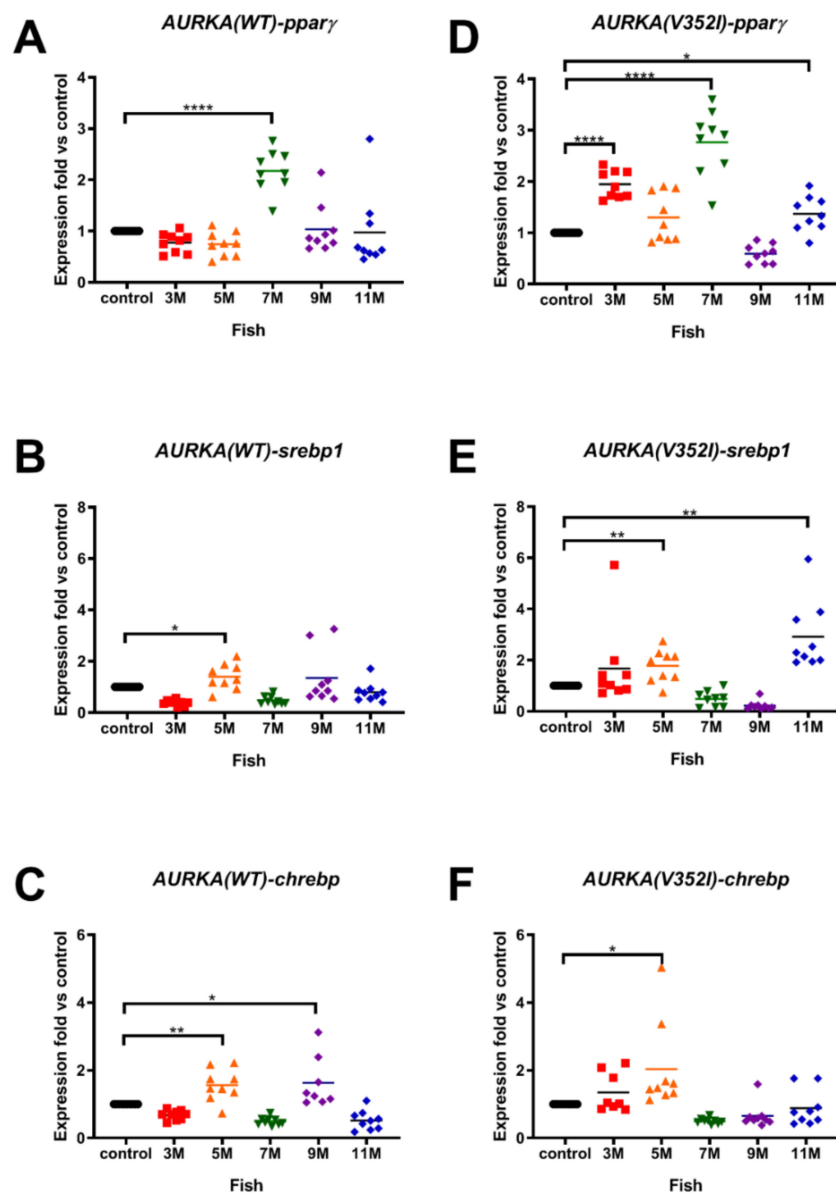 A
AURKA(WT)-pparγ
Expression fold vs control
4
3
2
1
0
****
control 3M 5M 7M 9M 11M
Fish
D
AURKA(V352I)-pparγ
Expression fold vs control
4
3
2
1
0
*
****
****
control 3M 5M 7M 9M 11M
Fish
B
AURKA(WT)-srebp1
Expression fold vs control
8
6
4
2
0
*
control 3M 5M 7M 9M 11M
Fish
E
AURKA(V352I)-srebp1
Expression fold vs control
8
6
4
2
0
**
**
control 3M 5M 7M 9M 11M
Fish
C
AURKA(WT)-chrebp
Expression fold vs control
6
4
2
0
*
**
control 3M 5M 7M 9M 11M
Fish
F
AURKA(V352I)-chrebp
Expression fold vs control
6
4
2
0
*
control 3M 5M 7M 9M 11M
Fish